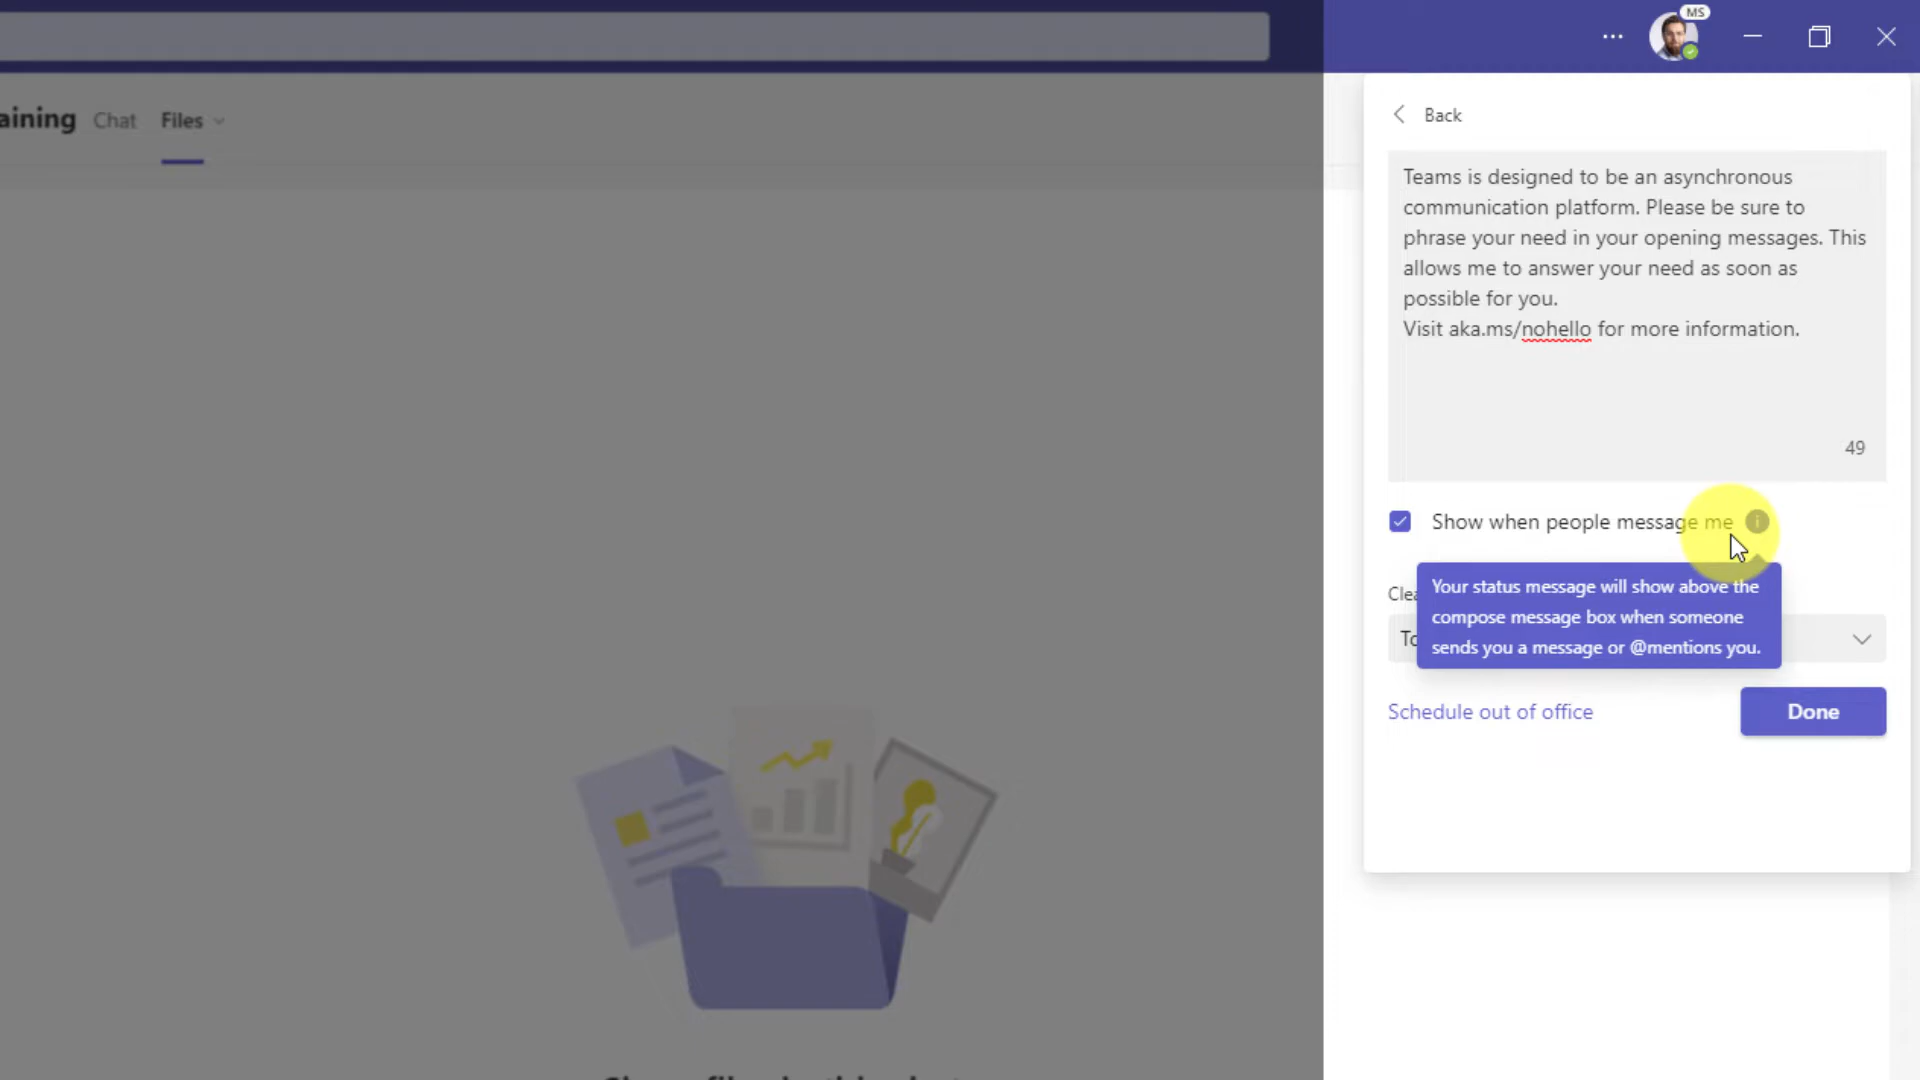 MS
aining Chat Files
Back
Teams is designed to be an asynchronous
communication platform. Please be sure to
phrase your need in your opening messages. This
allows me to answer your need as soon as
possible for you.
Visit aka.ms/nohello for more information.
49
Show when people message me
Your status message will show above the
compose message box when someone
sends you a message or @mentions you.
Schedule out of office
Done